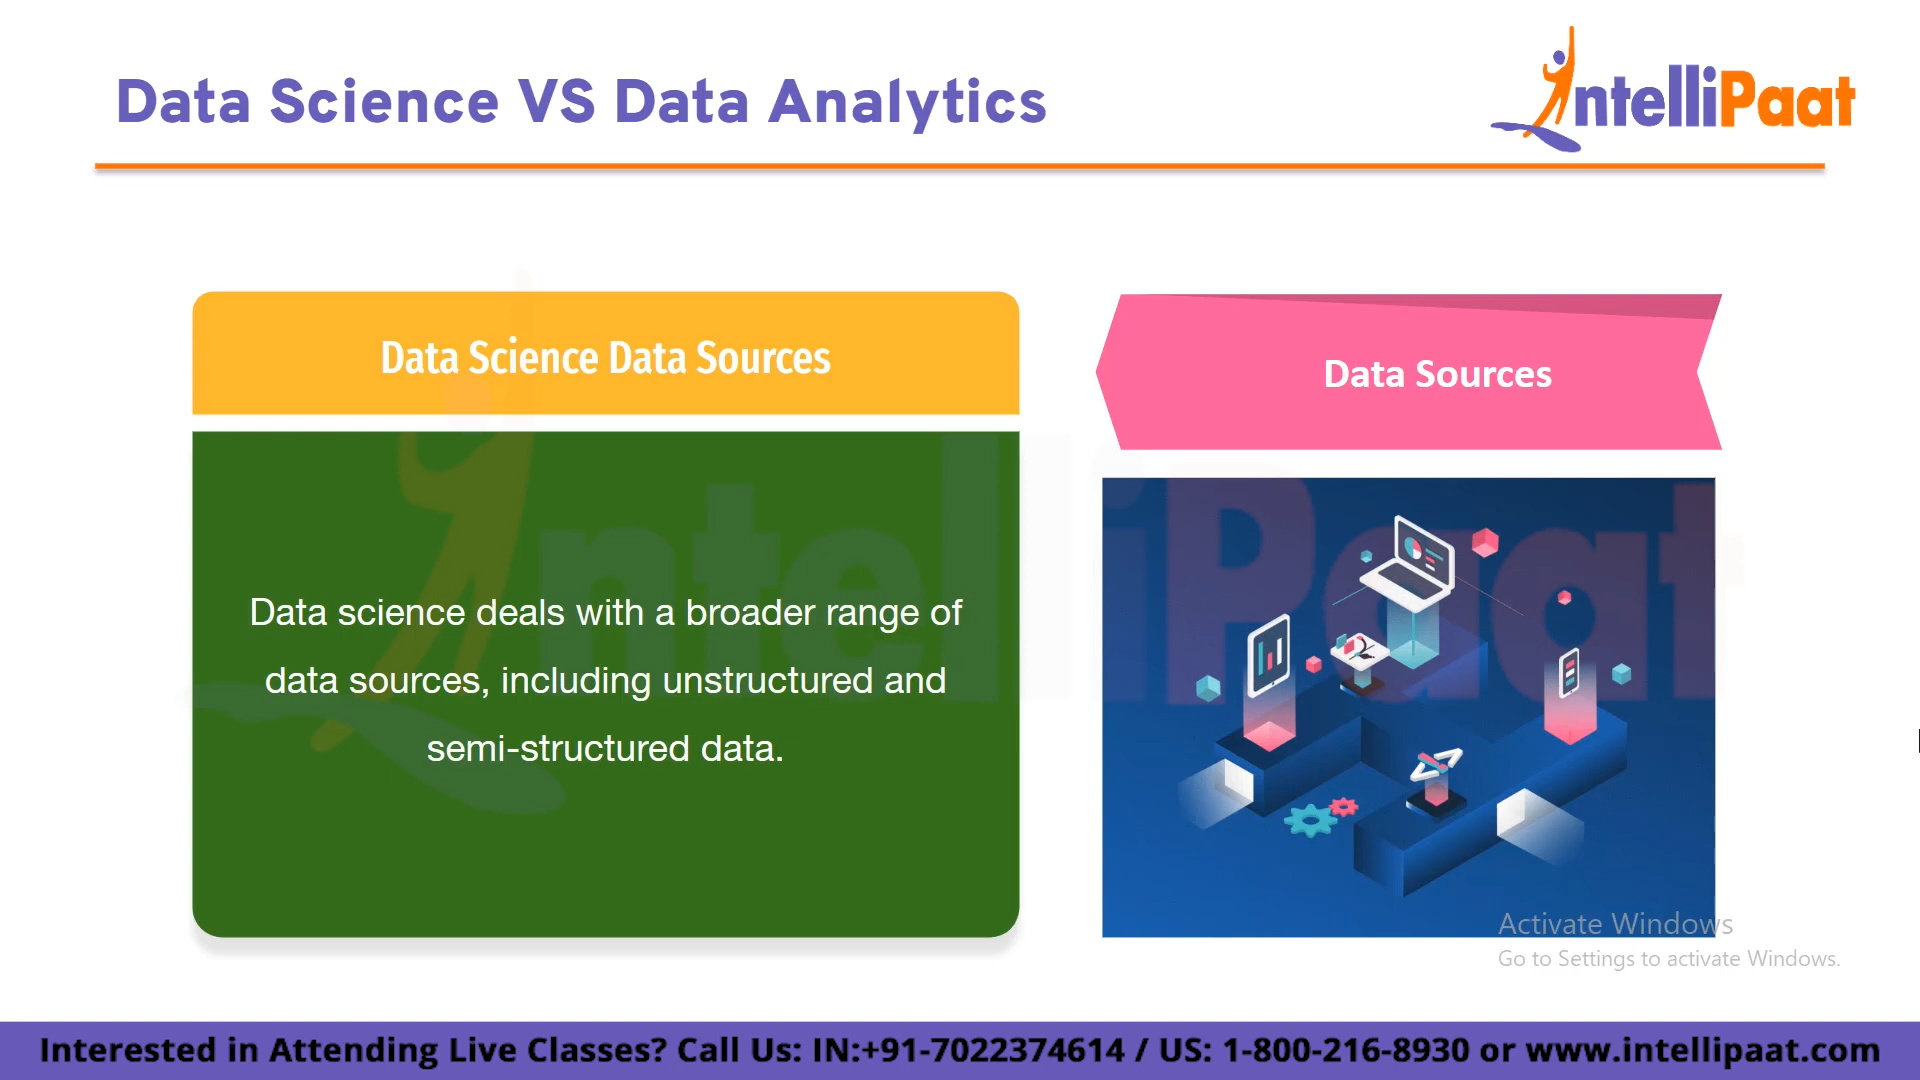 Data Science VS Data Analytics
IntelliPaat
Data Science Data Sources
Data Sources
Data science deals with a broader range of
data sources, including unstructured and
semi-structured data.
IntelliPaat
Activate Windows
Go to Settings to activate Windows.
Interested in Attending Live Classes? Call Us: IN:+91-7022374614 / US: 1-800-216-8930 or www.intellipaat.com